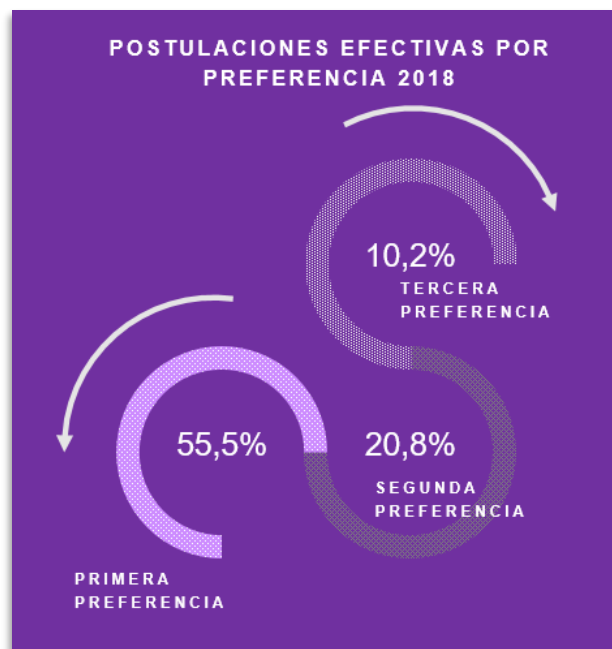 POSTULACIONES EFECTIVAS POR
PREFERENCIA 2018
10,2%
TERCERA
PREFERENCIA
55,5%
20,8%
SEGUNDA
PREFERENCIA
PRIMERA
PREFERENCIA